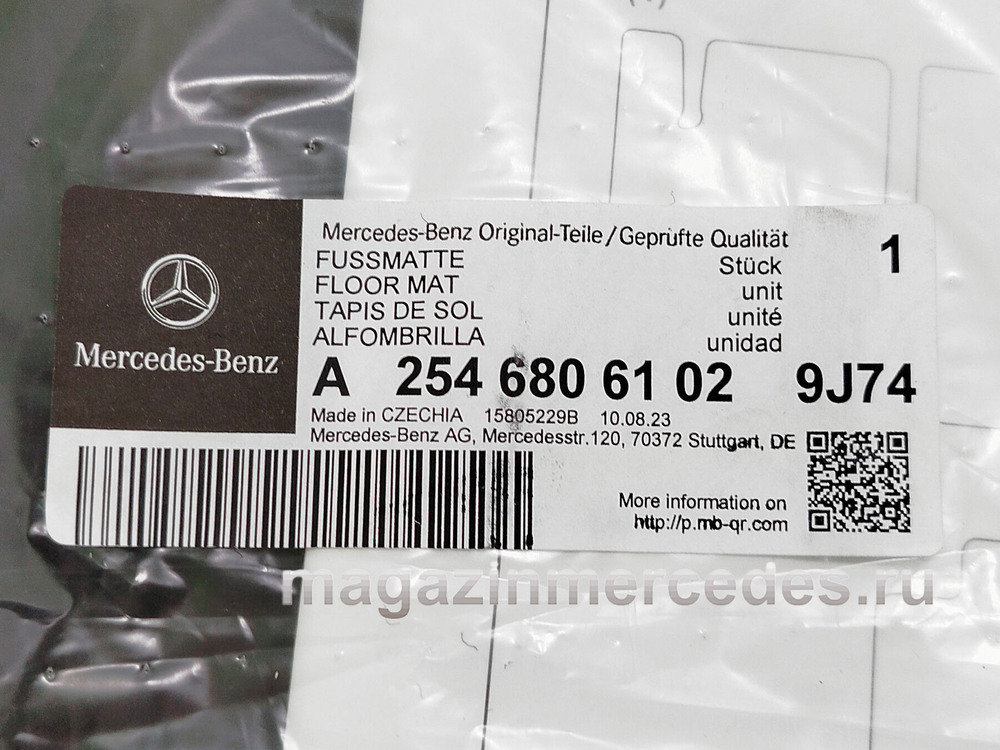 Mercedes-Benz
Mercedes-Benz Original-Teile/Geprüfte Qualität
FUSSMATTE Stück 1
FLOOR MAT unit
TAPIS DE SOL unité
ALFOMBRILLA unidad
A 254 680 61 02 9J74
Made in CZECHIA 15805229B 10.08.23
Mercedes-Benz AG, Mercedesstr.120, 70372 Stuttgart, DE
More information on
http://p.mb-qr.com
magazinmercedes.ru